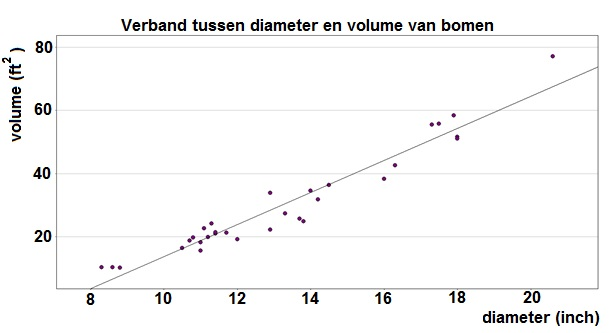 Verband tussen diameter en volume van bomen
volume (ft²)
80
60
40
20
8 10 12 14 16 18 20
diameter (inch)